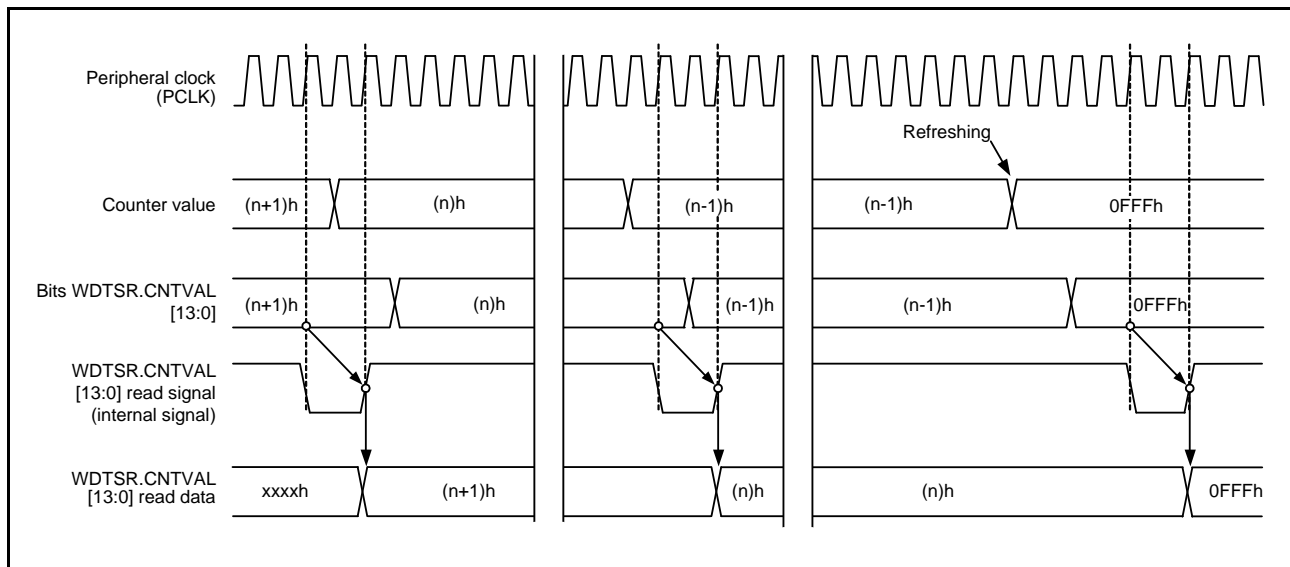 Peripheral clock
(PCLK)
Refreshing
Counter value
(n+1)h
(n)h
(n-1)h
(n-1)h
0FFFh
Bits WDTSR.CNTVAL
[13:0]
(n+1)h
(n)h
(n-1)h
(n-1)h
0FFFh
WDTSR.CNTVAL
[13:0] read signal
(internal signal)
WDTSR.CNTVAL
[13:0] read data
xxxxh
(n+1)h
(n)h
(n)h
0FFFh